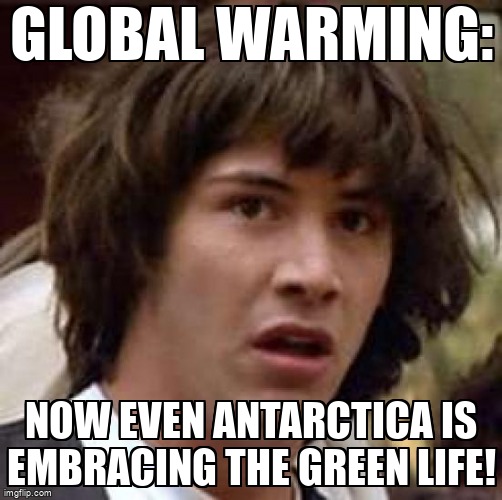 GLOBAL WARMING:
NOW EVEN ANTARCTICA IS
EMBRACING THE GREEN LIFE!
imgflip.com